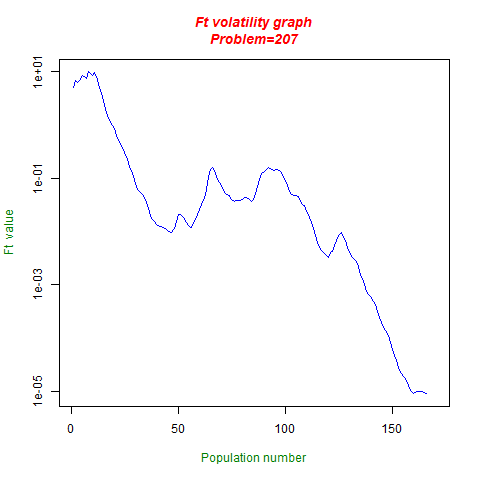 Ft volatility graph
Problem=207
Ft value
1e+01
1e-01
1e-03
1e-05
0
50
100
150
Population number